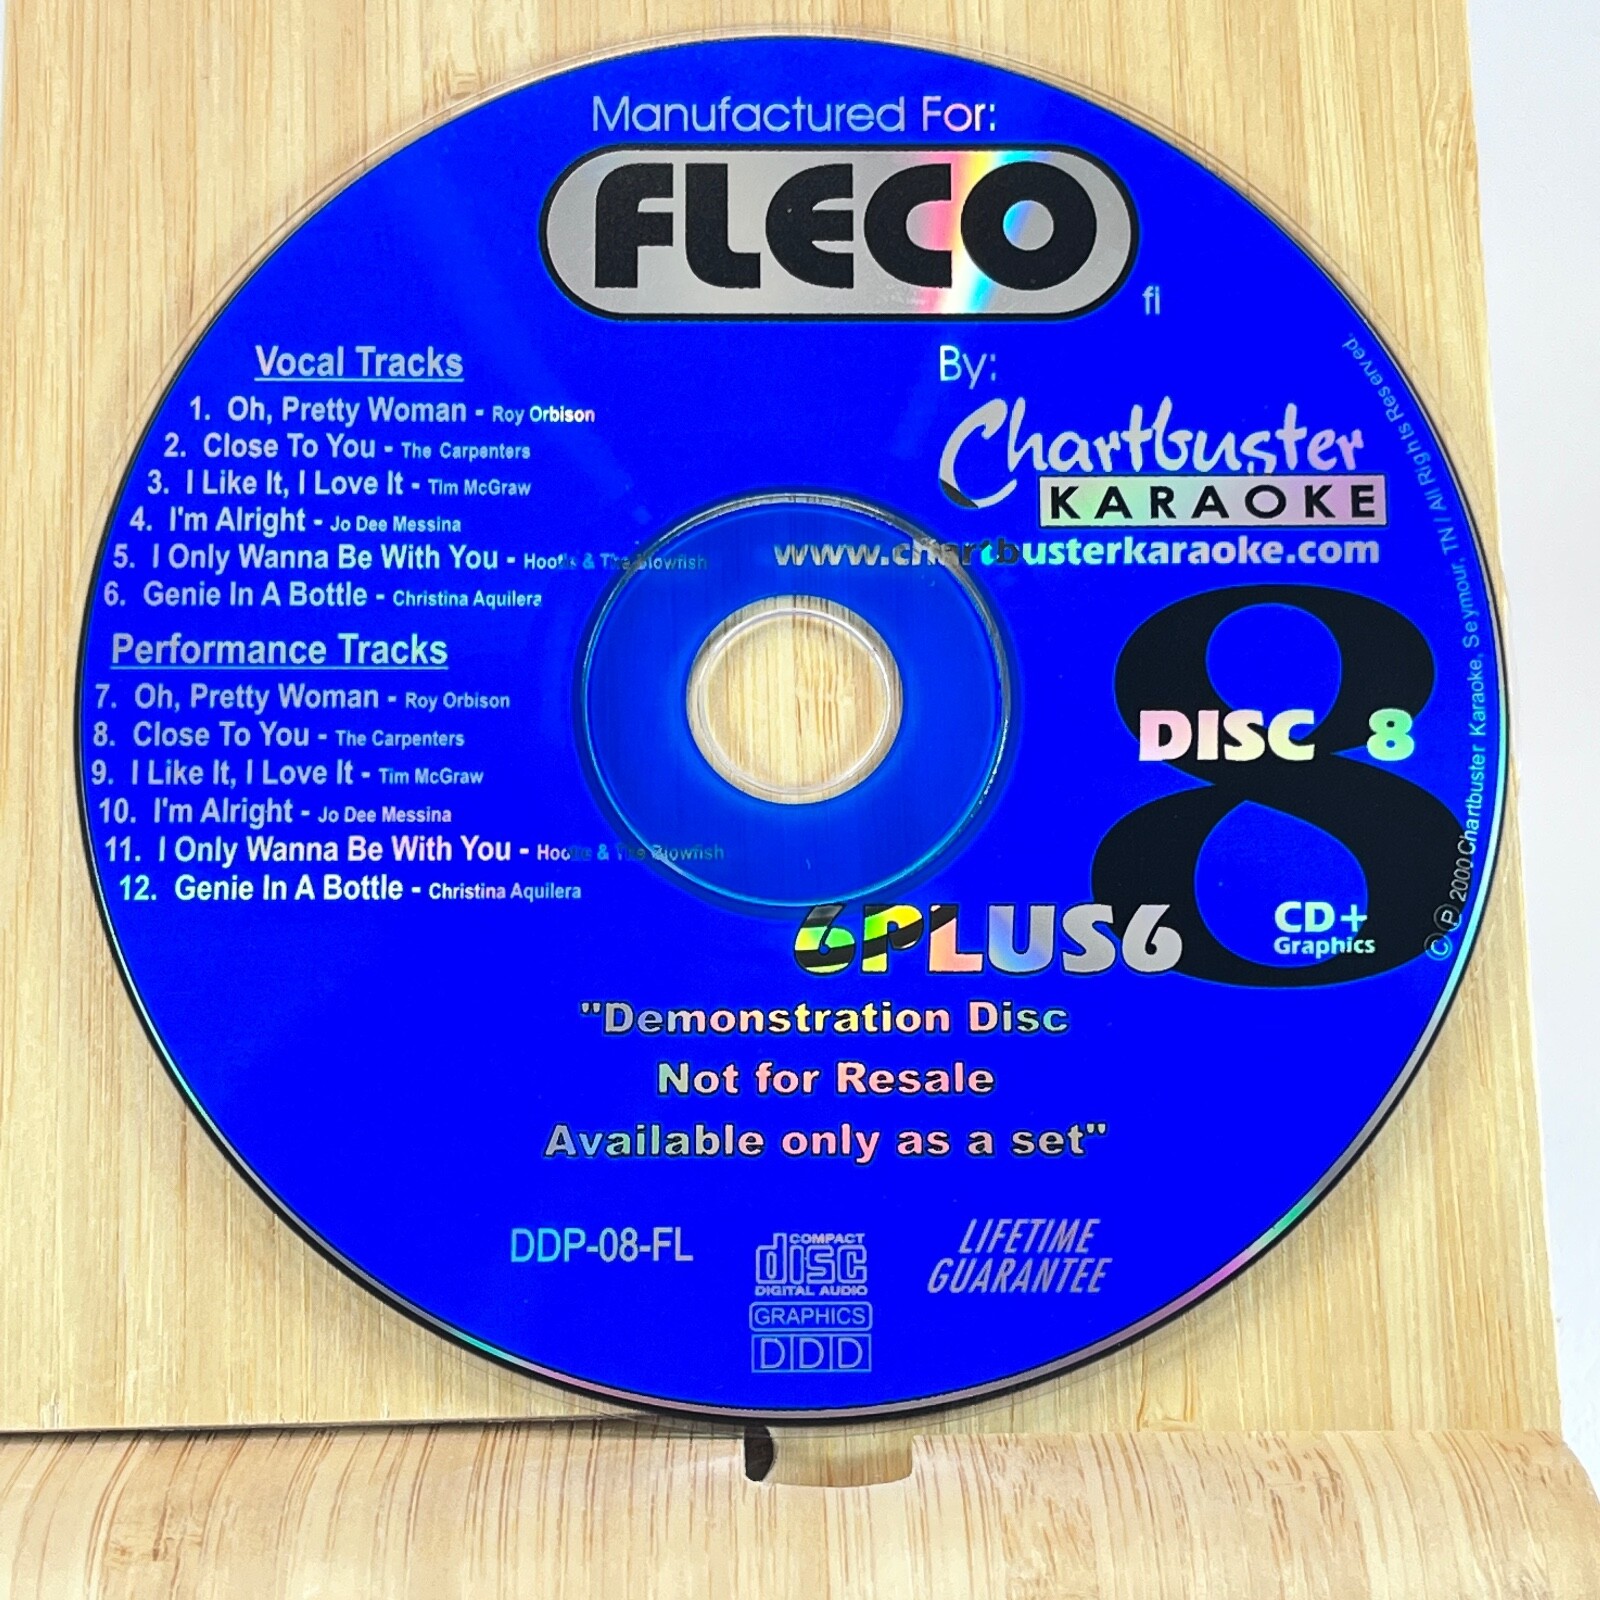 Manufactured For:
FLECO
fi
By:
Chartbuster
KARAOKE
www.chartbusterkaraoke.com
Vocal Tracks
1. Oh, Pretty Woman - Roy Orbison
2. Close To You - The Carpenters
3. I Like It, I Love It - Tim McGraw
4. I'm Alright - Jo Dee Messina
5. I Only Wanna Be With You - Hootie & The Blowfish
6. Genie In A Bottle - Christina Aquilera
Performance Tracks
7. Oh, Pretty Woman - Roy Orbison
8. Close To You - The Carpenters
9. I Like It, I Love It - Tim McGraw
10. I'm Alright - Jo Dee Messina
11. I Only Wanna Be With You - Hootie & The Blowfish
12. Genie In A Bottle - Christina Aquilera
8
DISC 8
6PLUS6
CD+
Graphics
© ℗ 2000 Chartbuster Karaoke, Seymour, TN / All Rights Reserved.
"Demonstration Disc
Not for Resale
Available only as a set"
DDP-08-FL
COMPACT
disc
DIGITAL AUDIO
GRAPHICS
DDD
LIFETIME
GUARANTEE